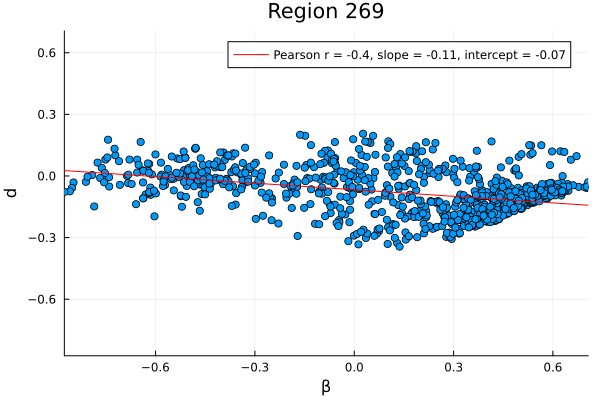 Region 269
Pearson r = -0.4, slope = -0.11, intercept = -0.07
0.6
0.3
0.0
−0.3
−0.6
d
−0.6
−0.3
0.0
0.3
0.6
β